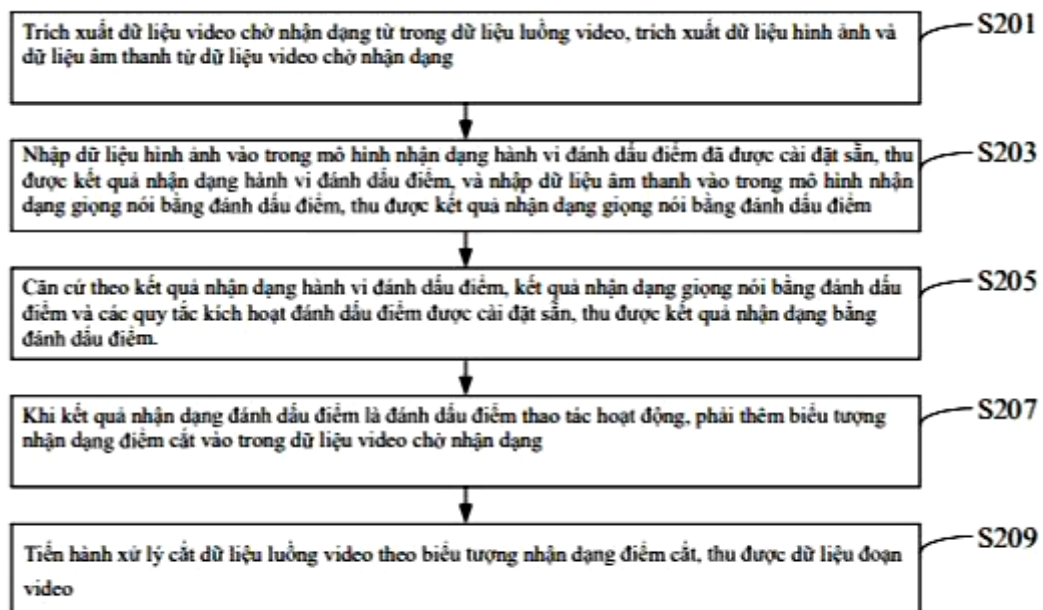 Trích xuất dữ liệu video chờ nhận dạng từ trong dữ liệu luồng video, trích xuất dữ liệu hình ảnh và
dữ liệu âm thanh từ dữ liệu video chờ nhận dạng
S201
Nhập dữ liệu hình ảnh vào trong mô hình nhận dạng hành vi đánh dấu điểm đã được cài đặt sẵn, thu
được kết quả nhận dạng hành vi đánh dấu điểm, và nhập dữ liệu âm thanh vào trong mô hình nhận
dạng giọng nói bằng đánh dấu điểm, thu được kết quả nhận dạng giọng nói bằng đánh dấu điểm
S203
Căn cứ theo kết quả nhận dạng hành vi đánh dấu điểm, kết quả nhận dạng giọng nói bằng đánh dấu
điểm và các quy tắc kích hoạt đánh dấu điểm được cài đặt sẵn, thu được kết quả nhận dạng bằng
đánh dấu điểm.
S205
Khi kết quả nhận dạng đánh dấu điểm là đánh dấu điểm thao tác hoạt động, phải thêm biểu tượng
nhận dạng điểm cắt vào trong dữ liệu video chờ nhận dạng
S207
Tiến hành xử lý cắt dữ liệu luồng video theo biểu tượng nhận dạng điểm cắt, thu được dữ liệu đoạn
video
S209